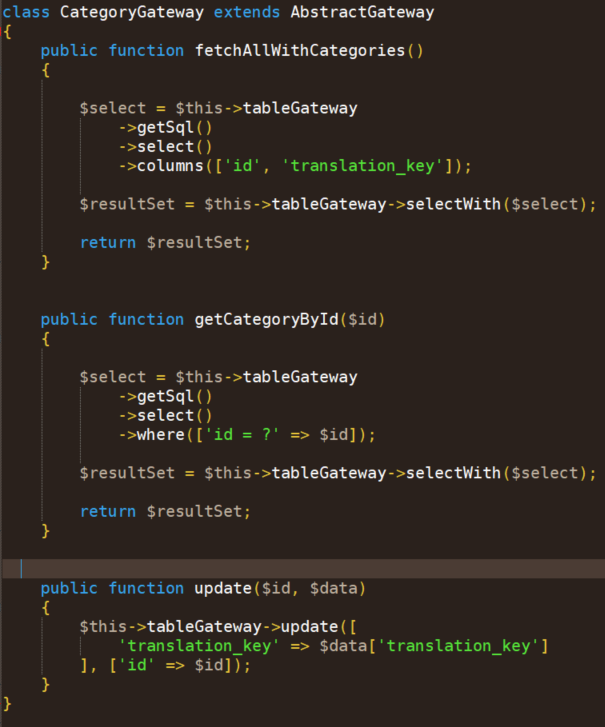 class CategoryGateway extends AbstractGateway
{
    public function fetchAllWithCategories()
    {
        $select = $this->tableGateway
            ->getSql()
            ->select()
            ->columns(['id', 'translation_key']);
        $resultSet = $this->tableGateway->selectWith($select);
        return $resultSet;
    }
    public function getCategoryById($id)
    {
        $select = $this->tableGateway
            ->getSql()
            ->select()
            ->where(['id = ?' => $id]);
        $resultSet = $this->tableGateway->selectWith($select);
        return $resultSet;
    }
    public function update($id, $data)
    {
        $this->tableGateway->update([
            'translation_key' => $data['translation_key']
        ], ['id' => $id]);
    }
}